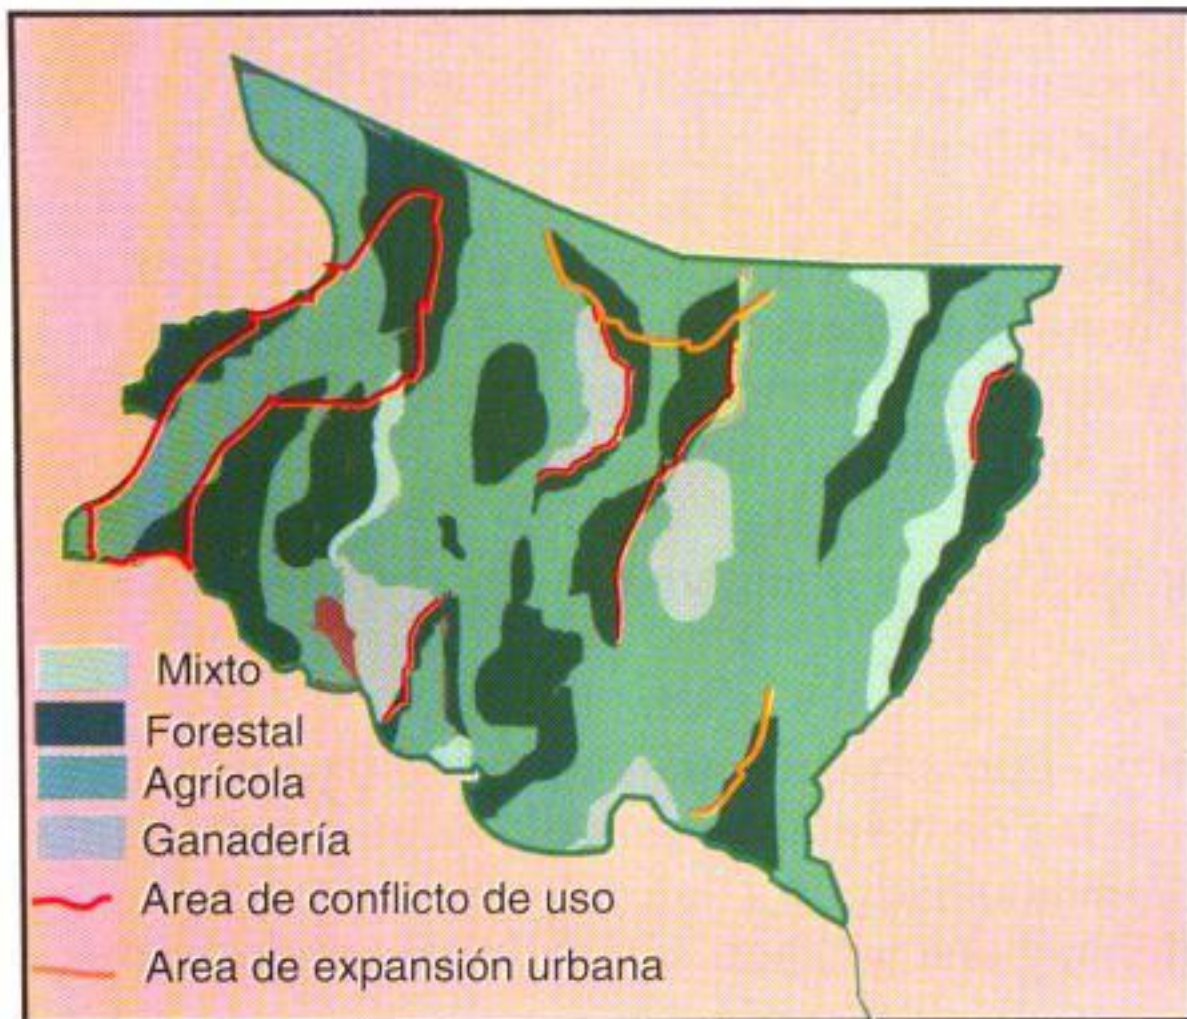 Mixto
Forestal
Agrícola
Ganadería
Area de conflicto de uso
Area de expansión urbana